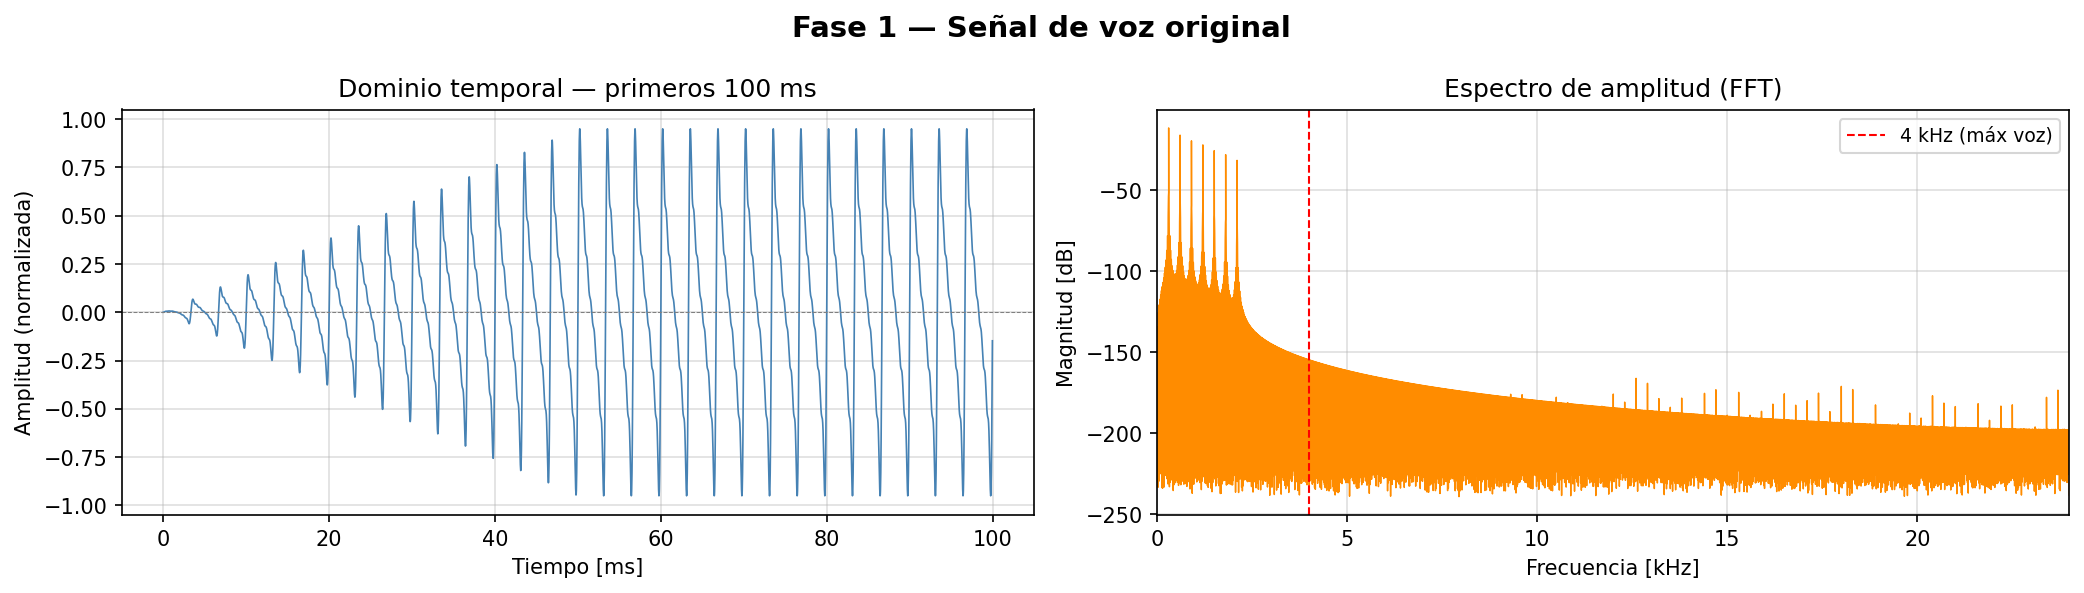 Fase 1 — Señal de voz original
Dominio temporal — primeros 100 ms
Amplitud (normalizada)
1.00
0.75
0.50
0.25
0.00
−0.25
−0.50
−0.75
−1.00
0 20 40 60 80 100
Tiempo [ms]
Espectro de amplitud (FFT)
4 kHz (máx voz)
Magnitud [dB]
−50
−100
−150
−200
−250
0 5 10 15 20
Frecuencia [kHz]